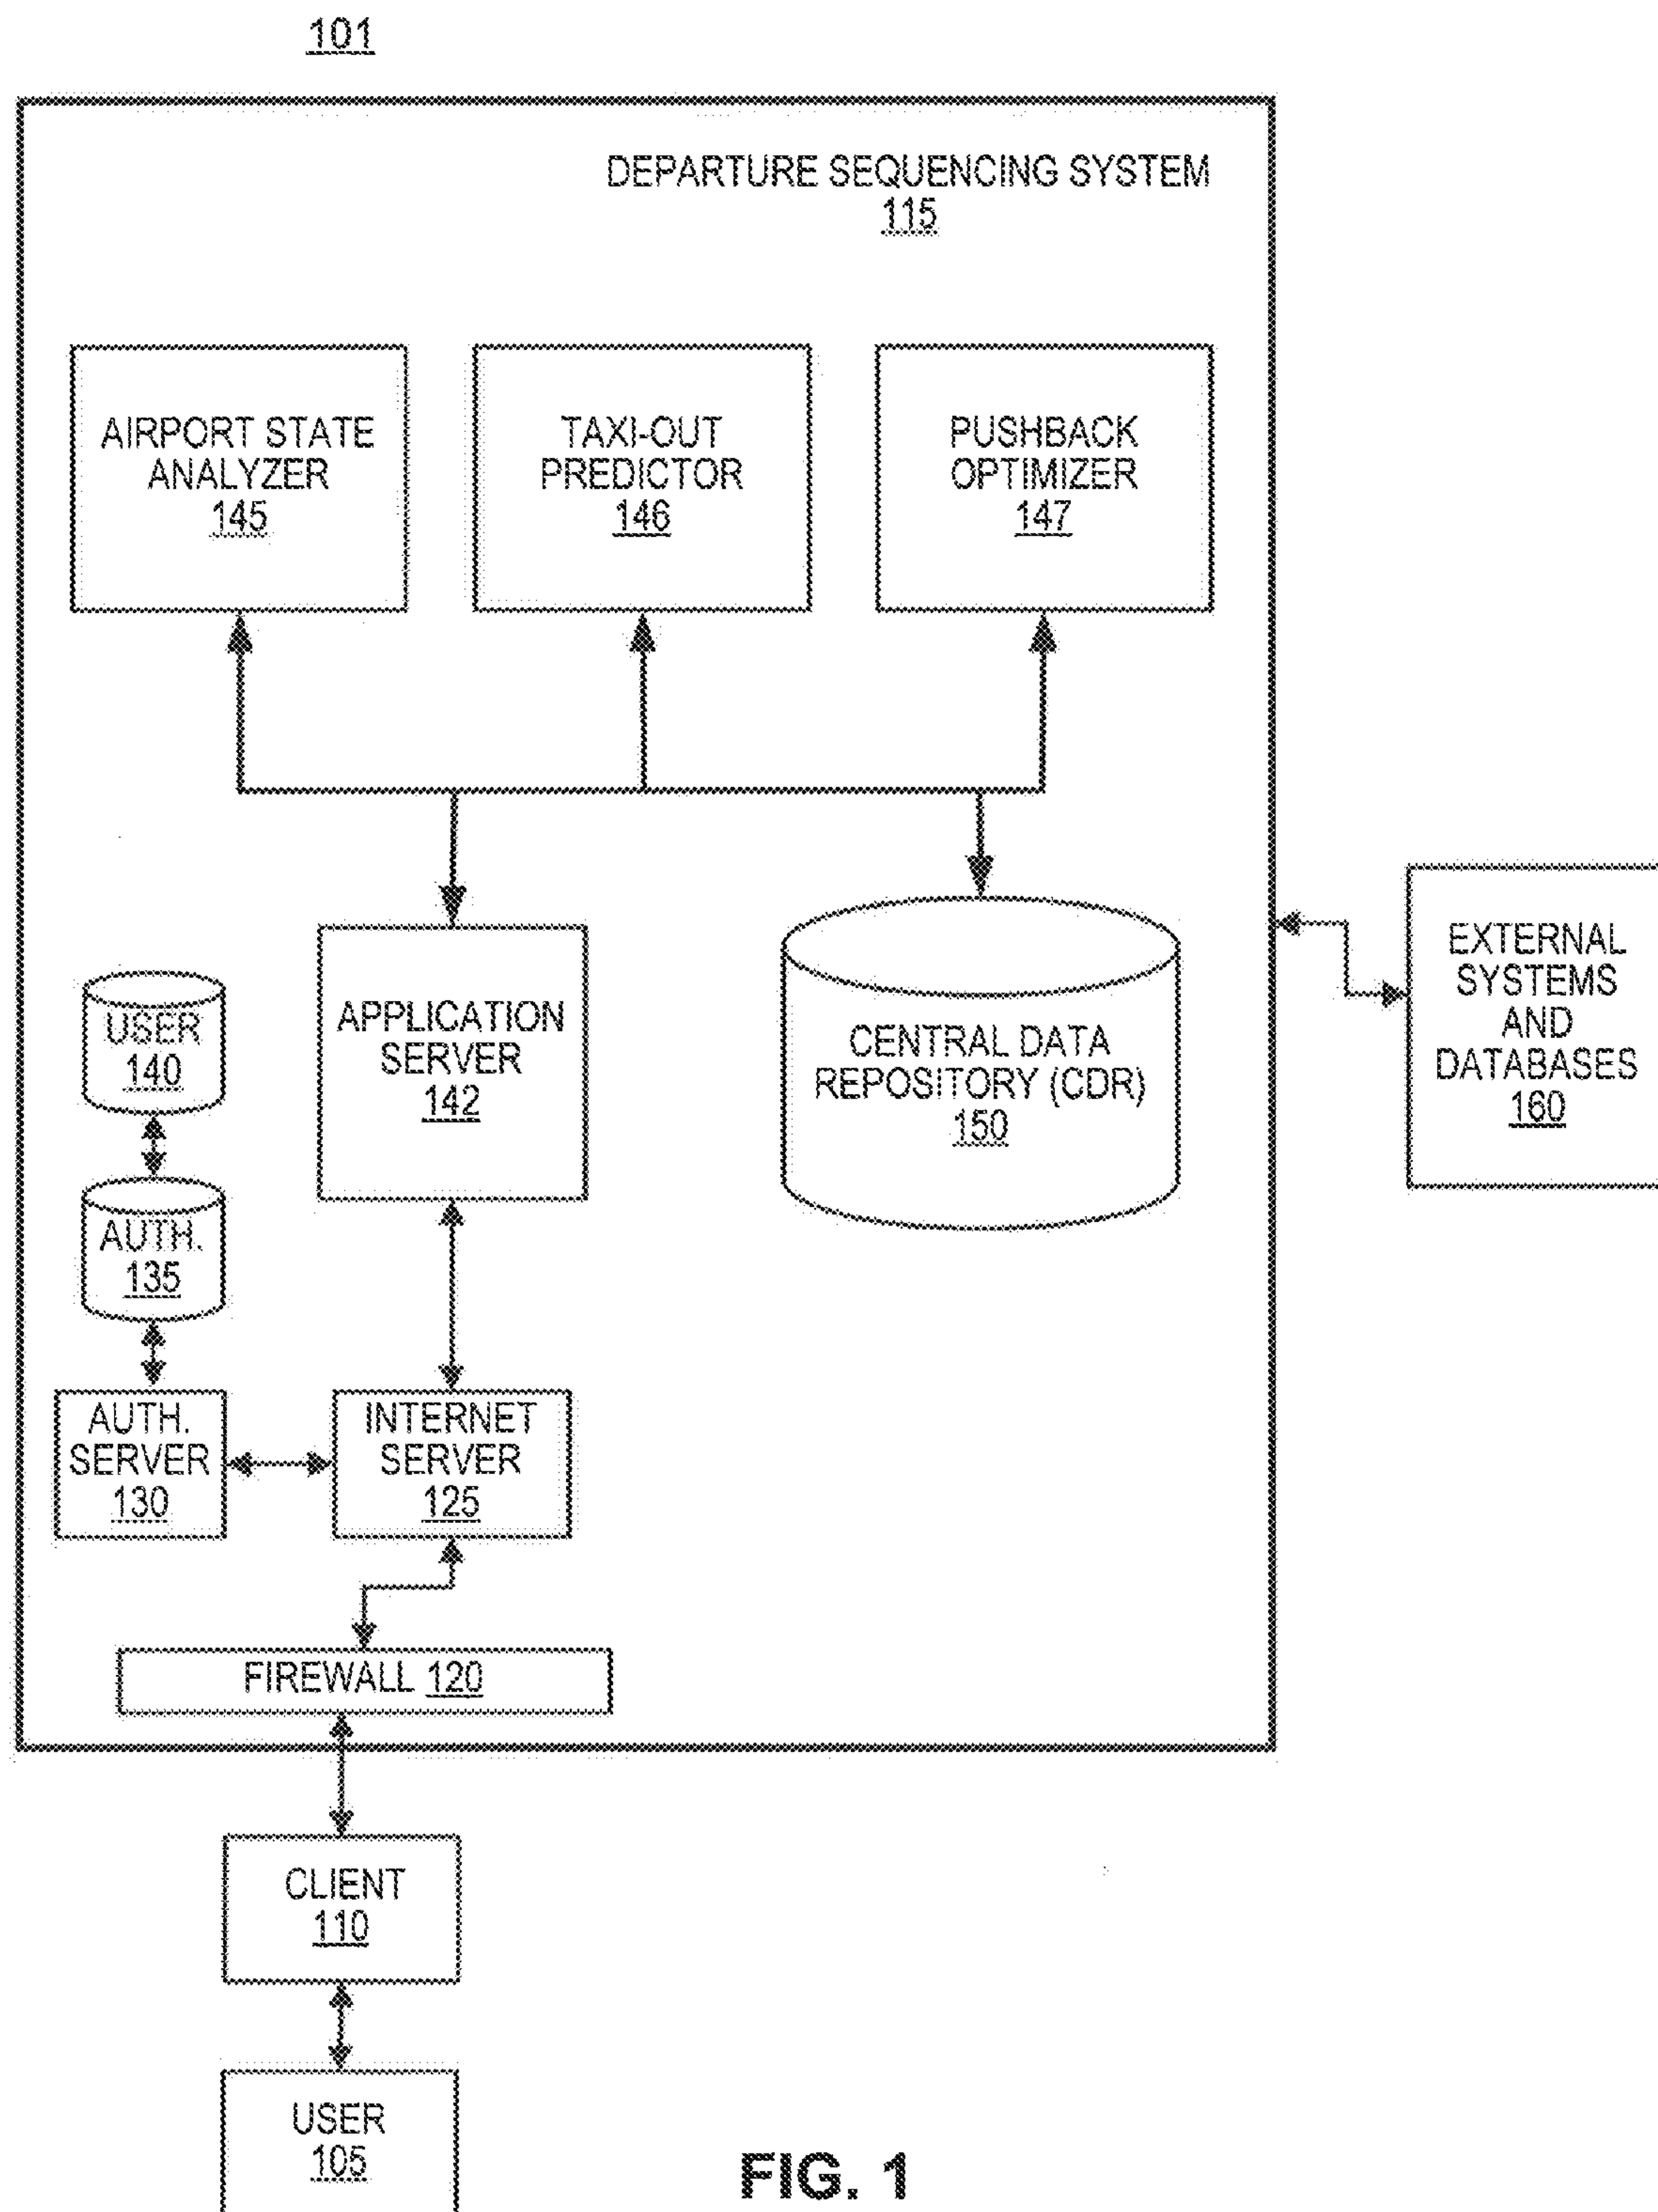 101
DEPARTURE SEQUENCING SYSTEM
115
AIRPORT STATE
ANALYZER
145
TAXI-OUT
PREDICTOR
146
PUSHBACK
OPTIMIZER
147
USER
140
APPLICATION
SERVER
142
CENTRAL DATA
REPOSITORY (CDR)
150
EXTERNAL
SYSTEMS
AND
DATABASES
160
AUTH.
135
AUTH.
SERVER
130
INTERNET
SERVER
125
FIREWALL 120
CLIENT
110
USER
105
FIG. 1